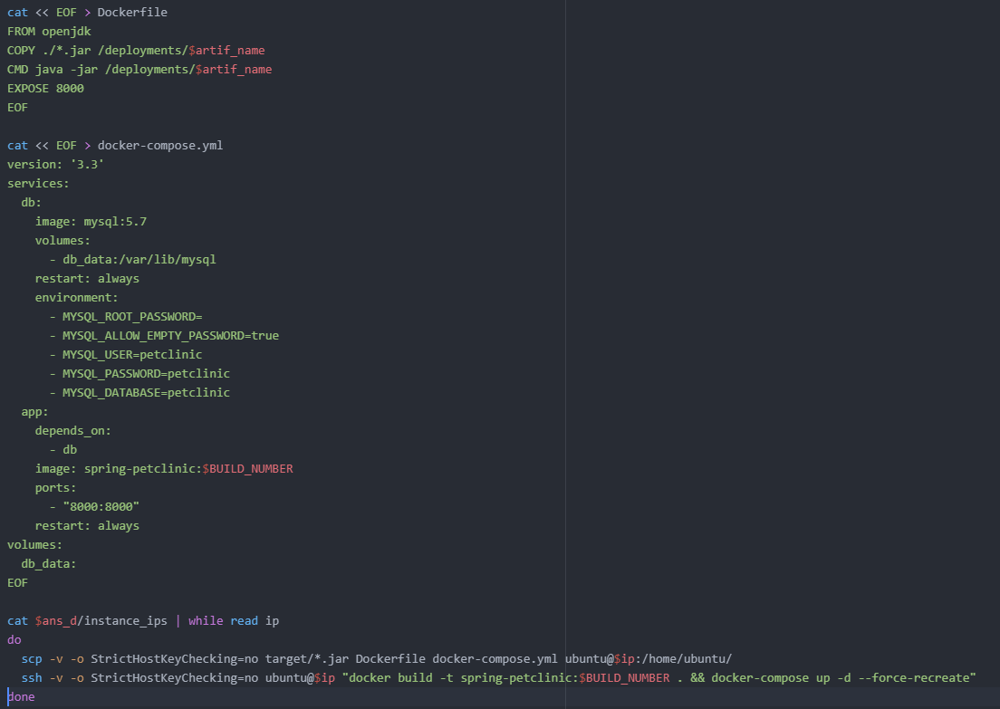 cat << EOF > Dockerfile
FROM openjdk
COPY ./*.jar /deployments/$artif_name
CMD java -jar /deployments/$artif_name
EXPOSE 8000
EOF

cat << EOF > docker-compose.yml
version: '3.3'
services:
  db:
    image: mysql:5.7
    volumes:
      - db_data:/var/lib/mysql
    restart: always
    environment:
      - MYSQL_ROOT_PASSWORD=
      - MYSQL_ALLOW_EMPTY_PASSWORD=true
      - MYSQL_USER=petclinic
      - MYSQL_PASSWORD=petclinic
      - MYSQL_DATABASE=petclinic
  app:
    depends_on:
      - db
    image: spring-petclinic:$BUILD_NUMBER
    ports:
      - "8000:8000"
    restart: always
volumes:
  db_data:
EOF

cat $ans_d/instance_ips | while read ip
do
  scp -v -o StrictHostKeyChecking=no target/*.jar Dockerfile docker-compose.yml ubuntu@$ip:/home/ubuntu/
  ssh -v -o StrictHostKeyChecking=no ubuntu@$ip "docker build -t spring-petclinic:$BUILD_NUMBER . && docker-compose up -d --force-recreate"
done